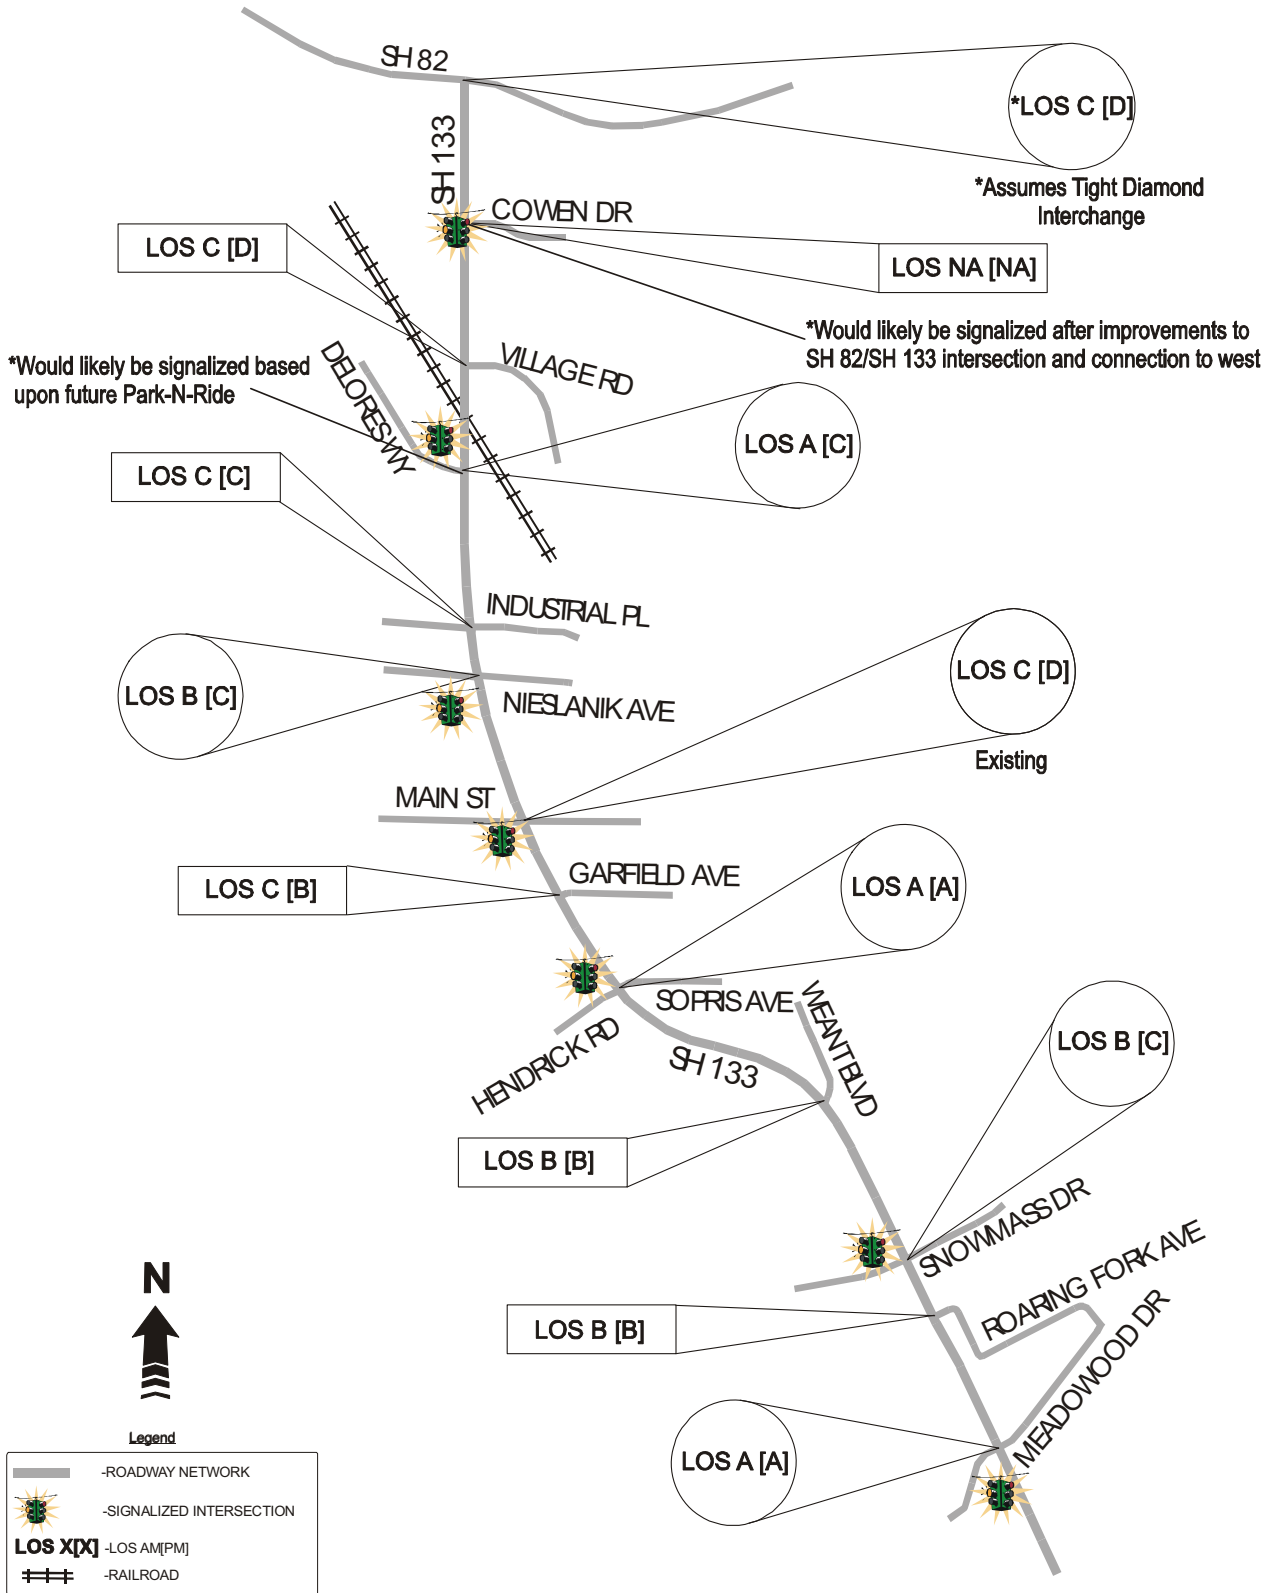 SH 82
*LOS C [D]
*Assumes Tight Diamond
Interchange
SH 133
COWEN DR
LOS C [D]
LOS NA [NA]
*Would likely be signalized after improvements to
SH 82/SH 133 intersection and connection to west
*Would likely be signalized based
upon future Park-N-Ride
VILLAGE RD
DELORES WY
LOS A [C]
LOS C [C]
INDUSTRIAL PL
LOS B [C]
NIESLANIK AVE
LOS C [D]
Existing
MAIN ST
GARFIELD AVE
LOS C [B]
LOS A [A]
SOPRIS AVE
HENDRICK RD
SH 133
WEANT BLVD
LOS B [C]
LOS B [B]
SNOWMASS DR
ROARING FORK AVE
LOS B [B]
MEADOWOOD DR
LOS A [A]
N
Legend
-ROADWAY NETWORK
-SIGNALIZED INTERSECTION
LOS X[X] -LOS AM[PM]
-RAILROAD